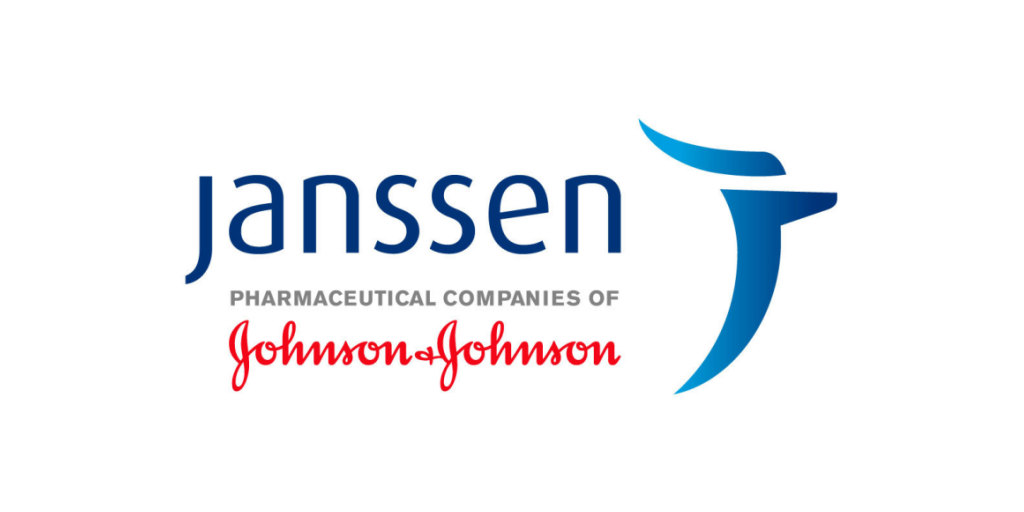 Janssen
PHARMACEUTICAL COMPANIES OF
Johnson & Johnson